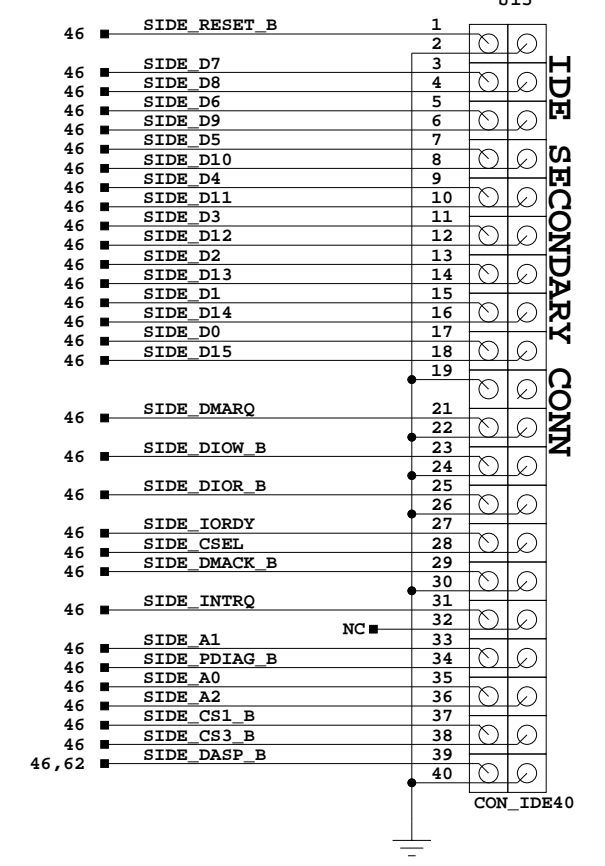 46 SIDE_RESET_B 1
2
46 SIDE_D7 3
46 SIDE_D8 4
46 SIDE_D6 5
46 SIDE_D9 6
46 SIDE_D5 7
46 SIDE_D10 8
46 SIDE_D4 9
46 SIDE_D11 10
46 SIDE_D3 11
46 SIDE_D12 12
46 SIDE_D2 13
46 SIDE_D13 14
46 SIDE_D1 15
46 SIDE_D14 16
46 SIDE_D0 17
46 SIDE_D15 18
19
46 SIDE_DMARQ 21
22
46 SIDE_DIOW_B 23
24
46 SIDE_DIOR_B 25
26
46 SIDE_IORDY 27
46 SIDE_CSEL 28
46 SIDE_DMACK_B 29
30
46 SIDE_INTRQ 31
NC 32
46 SIDE_A1 33
46 SIDE_PDIAG_B 34
46 SIDE_A0 35
46 SIDE_A2 36
46 SIDE_CS1_B 37
46 SIDE_CS3_B 38
46,62 SIDE_DASP_B 39
40
CON_IDE40
IDE SECONDARY CONN